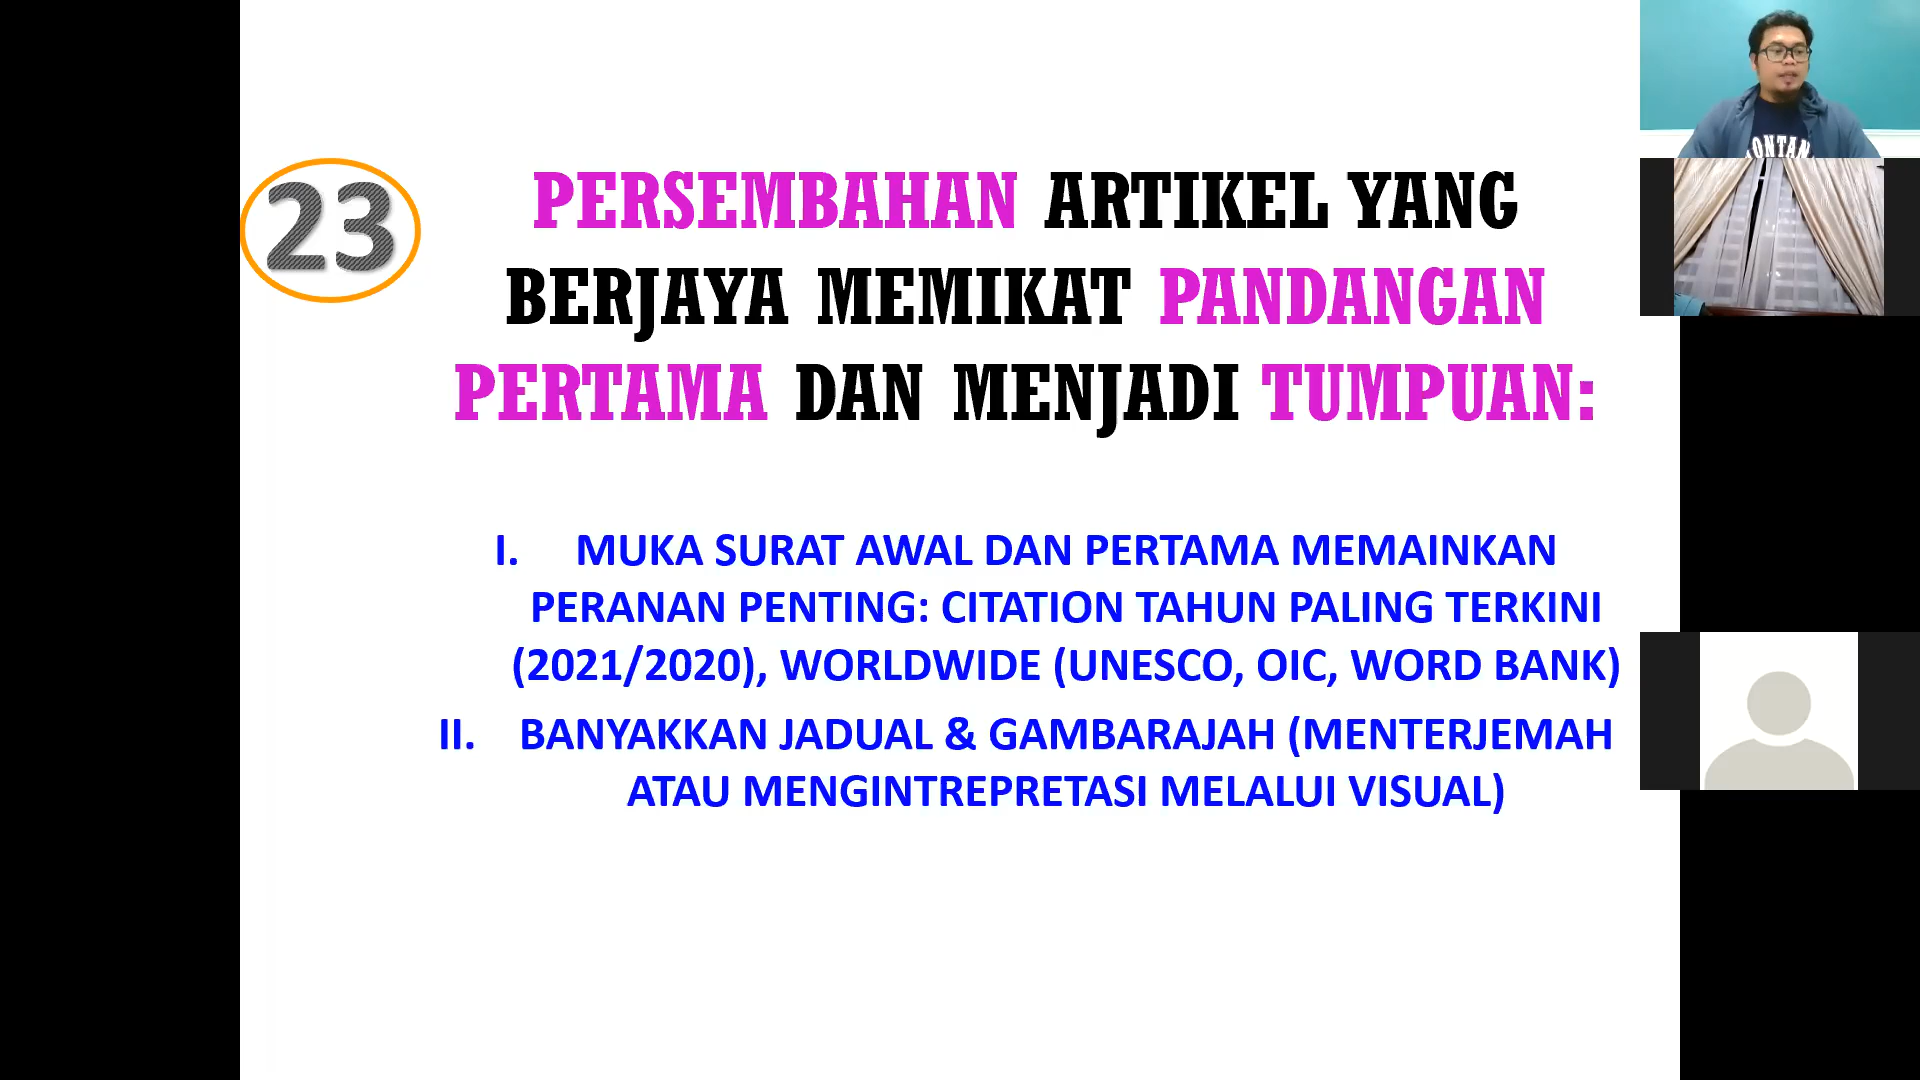 23
PERSEMBAHAN ARTIKEL YANG
BERJAYA MEMIKAT PANDANGAN
PERTAMA DAN MENJADI TUMPUAN:
I. MUKA SURAT AWAL DAN PERTAMA MEMAINKAN
PERANAN PENTING: CITATION TAHUN PALING TERKINI
(2021/2020), WORLDWIDE (UNESCO, OIC, WORD BANK)
II. BANYAKKAN JADUAL & GAMBARAJAH (MENTERJEMAH
ATAU MENGINTREPRETASI MELALUI VISUAL)